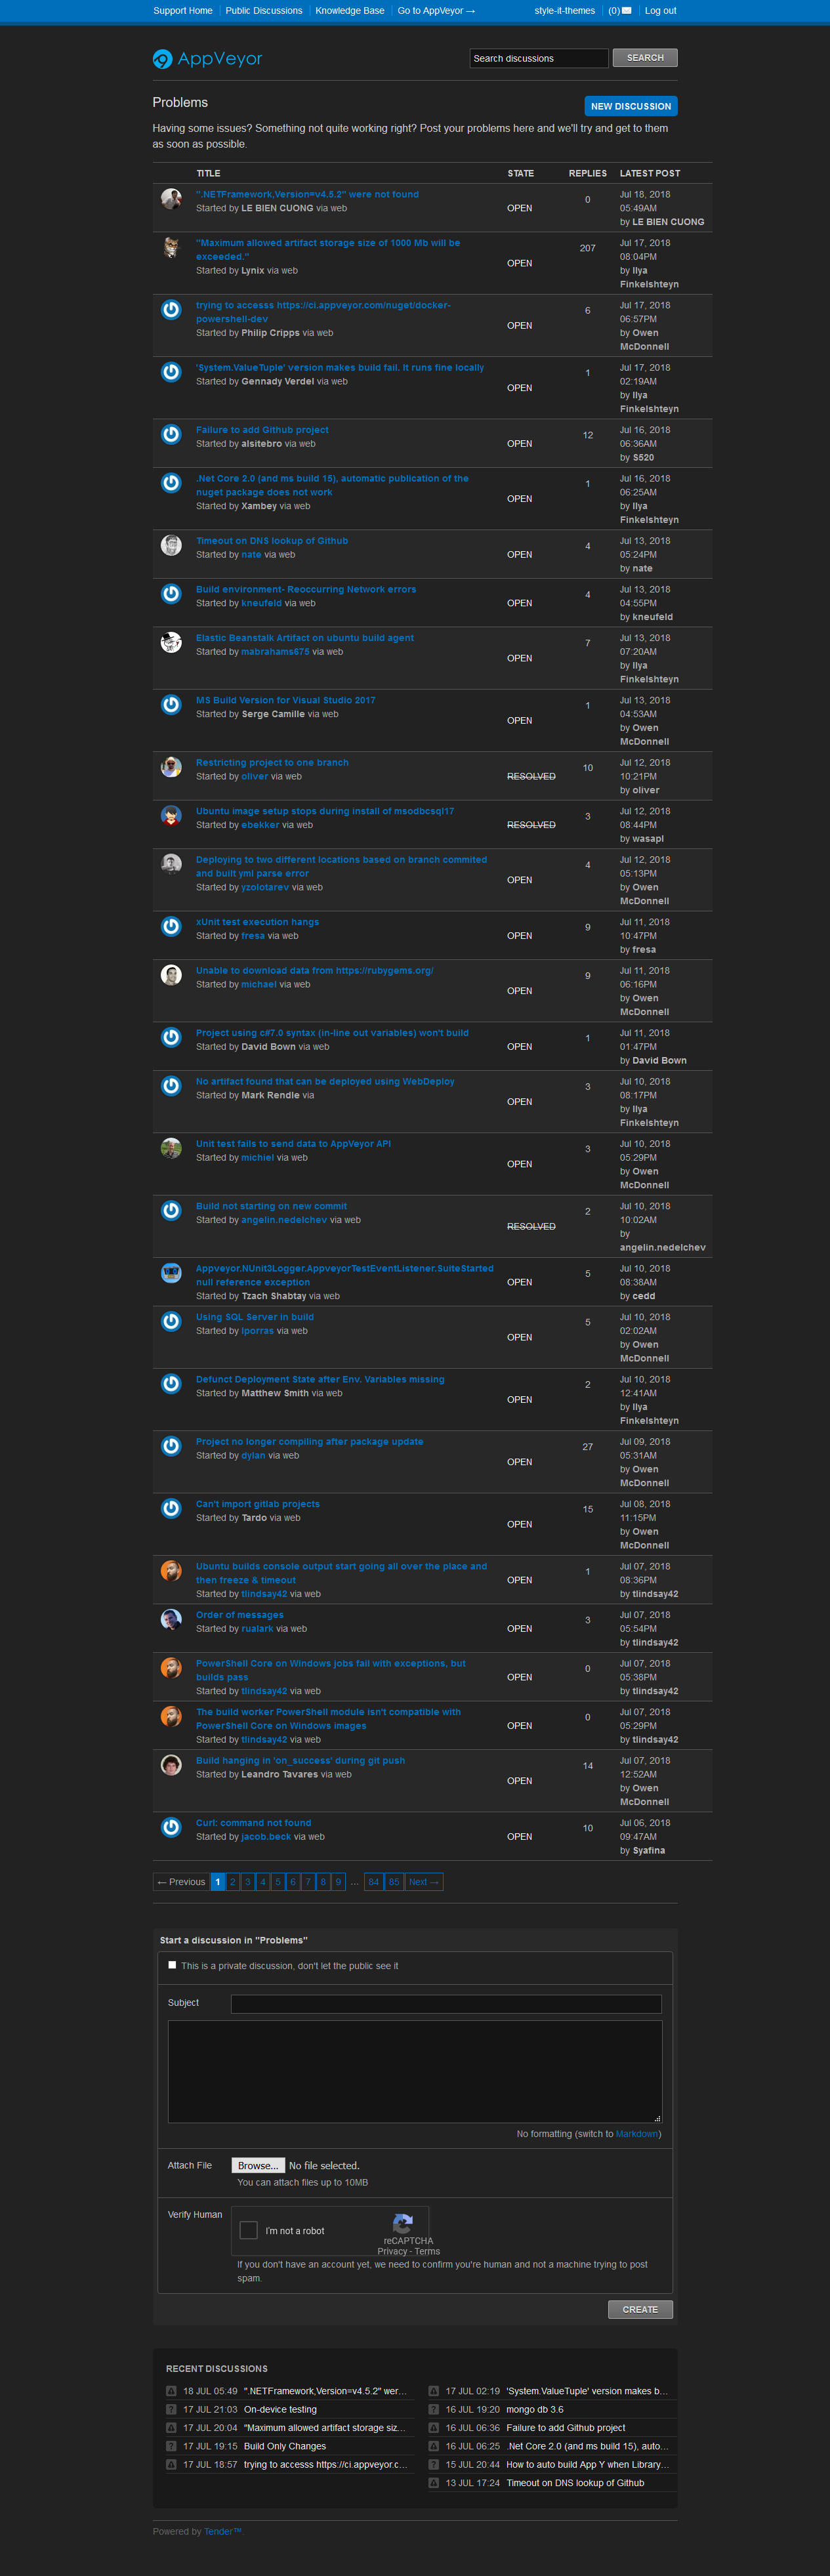 Support Home Public Discussions Knowledge Base Go to AppVeyor → style-it-themes (0) Log out
AppVeyor Search discussions SEARCH
Problems NEW DISCUSSION
Having some issues? Something not quite working right? Post your problems here and we'll try and get to them
as soon as possible.
TITLE STATE REPLIES LATEST POST
".NETFramework,Version=v4.5.2" were not found
Started by LE BIEN CUONG via web
OPEN
0
Jul 18, 2018
05:49AM
by LE BIEN CUONG
"Maximum allowed artifact storage size of 1000 Mb will be
exceeded."
Started by Lynix via web
OPEN
207
Jul 17, 2018
08:04PM
by Ilya
Finkelshteyn
trying to accesss https://ci.appveyor.com/nuget/docker-
powershell-dev
Started by Philip Cripps via web
OPEN
6
Jul 17, 2018
06:57PM
by Owen
McDonnell
'System.ValueTuple' version makes build fail. It runs fine locally
Started by Gennady Verdel via web
OPEN
1
Jul 17, 2018
02:19AM
by Ilya
Finkelshteyn
Failure to add Github project
Started by alsitebro via web
OPEN
12
Jul 16, 2018
06:36AM
by S520
.Net Core 2.0 (and ms build 15), automatic publication of the
nuget package does not work
Started by Xambey via web
OPEN
1
Jul 16, 2018
06:25AM
by Ilya
Finkelshteyn
Timeout on DNS lookup of Github
Started by nate via web
OPEN
4
Jul 13, 2018
05:24PM
by nate
Build environment- Reoccurring Network errors
Started by kneufeld via web
OPEN
4
Jul 13, 2018
04:55PM
by kneufeld
Elastic Beanstalk Artifact on ubuntu build agent
Started by mabrahams675 via web
OPEN
7
Jul 13, 2018
07:20AM
by Ilya
Finkelshteyn
MS Build Version for Visual Studio 2017
Started by Serge Camille via web
OPEN
1
Jul 13, 2018
04:53AM
by Owen
McDonnell
Restricting project to one branch
Started by oliver via web
RESOLVED
10
Jul 12, 2018
10:21PM
by oliver
Ubuntu image setup stops during install of msodbcsql17
Started by ebekker via web
RESOLVED
3
Jul 12, 2018
08:44PM
by wasapl
Deploying to two different locations based on branch commited
and built yml parse error
Started by yzolotarev via web
OPEN
4
Jul 12, 2018
05:13PM
by Owen
McDonnell
xUnit test execution hangs
Started by fresa via web
OPEN
9
Jul 11, 2018
10:47PM
by fresa
Unable to download data from https://rubygems.org/
Started by michael via web
OPEN
9
Jul 11, 2018
06:16PM
by Owen
McDonnell
Project using c#7.0 syntax (in-line out variables) won't build
Started by David Bown via web
OPEN
1
Jul 11, 2018
01:47PM
by David Bown
No artifact found that can be deployed using WebDeploy
Started by Mark Rendle via
OPEN
3
Jul 10, 2018
08:17PM
by Ilya
Finkelshteyn
Unit test fails to send data to AppVeyor API
Started by michiel via web
OPEN
3
Jul 10, 2018
05:29PM
by Owen
McDonnell
Build not starting on new commit
Started by angelin.nedelchev via web
RESOLVED
2
Jul 10, 2018
10:02AM
by
angelin.nedelchev
Appveyor.NUnit3Logger.AppveyorTestEventListener.SuiteStarted
null reference exception
Started by Tzach Shabtay via web
OPEN
5
Jul 10, 2018
08:38AM
by cedd
Using SQL Server in build
Started by lporras via web
OPEN
5
Jul 10, 2018
02:02AM
by Owen
McDonnell
Defunct Deployment State after Env. Variables missing
Started by Matthew Smith via web
OPEN
2
Jul 10, 2018
12:41AM
by Ilya
Finkelshteyn
Project no longer compiling after package update
Started by dylan via web
OPEN
27
Jul 09, 2018
05:31AM
by Owen
McDonnell
Can't import gitlab projects
Started by Tardo via web
OPEN
15
Jul 08, 2018
11:15PM
by Owen
McDonnell
Ubuntu builds console output start going all over the place and
then freeze & timeout
Started by tlindsay42 via web
OPEN
1
Jul 07, 2018
08:36PM
by tlindsay42
Order of messages
Started by rualark via web
OPEN
3
Jul 07, 2018
05:54PM
by tlindsay42
PowerShell Core on Windows jobs fail with exceptions, but
builds pass
Started by tlindsay42 via web
OPEN
0
Jul 07, 2018
05:38PM
by tlindsay42
The build worker PowerShell module isn't compatible with
PowerShell Core on Windows images
Started by tlindsay42 via web
OPEN
0
Jul 07, 2018
05:29PM
by tlindsay42
Build hanging in 'on_success' during git push
Started by Leandro Tavares via web
OPEN
14
Jul 07, 2018
12:52AM
by Owen
McDonnell
Curl: command not found
Started by jacob.beck via web
OPEN
10
Jul 06, 2018
09:47AM
by Syafina
← Previous 1 2 3 4 5 6 7 8 9 … 84 85 Next →
Start a discussion in "Problems"
This is a private discussion, don't let the public see it
Subject
No formatting (switch to Markdown)
Attach File Browse... No file selected.
You can attach files up to 10MB
Verify Human
I'm not a robot
reCAPTCHA
Privacy - Terms
If you don't have an account yet, we need to confirm you're human and not a machine trying to post
spam.
CREATE
RECENT DISCUSSIONS
18 JUL 05:49 ".NETFramework,Version=v4.5.2" wer…
17 JUL 21:03 On-device testing
17 JUL 20:04 "Maximum allowed artifact storage siz…
17 JUL 19:15 Build Only Changes
17 JUL 18:57 trying to accesss https://ci.appveyor.c…
17 JUL 02:19 'System.ValueTuple' version makes b…
16 JUL 19:20 mongo db 3.6
16 JUL 06:36 Failure to add Github project
16 JUL 06:25 .Net Core 2.0 (and ms build 15), auto…
15 JUL 20:44 How to auto build App Y when Library…
13 JUL 17:24 Timeout on DNS lookup of Github
Powered by Tender™.